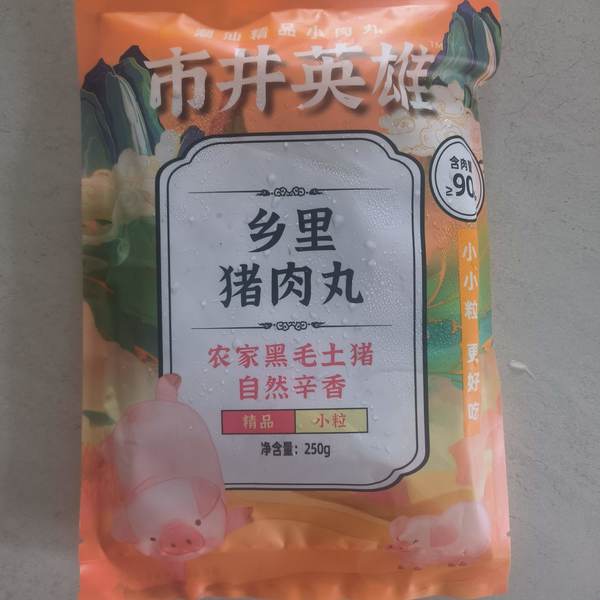 潮汕精品小肉丸
市井英雄™
含肉量
≥90
乡里
猪肉丸
农家黑毛土猪
自然辛香
精品 小粒
净含量：250g
小小粒 更好吃